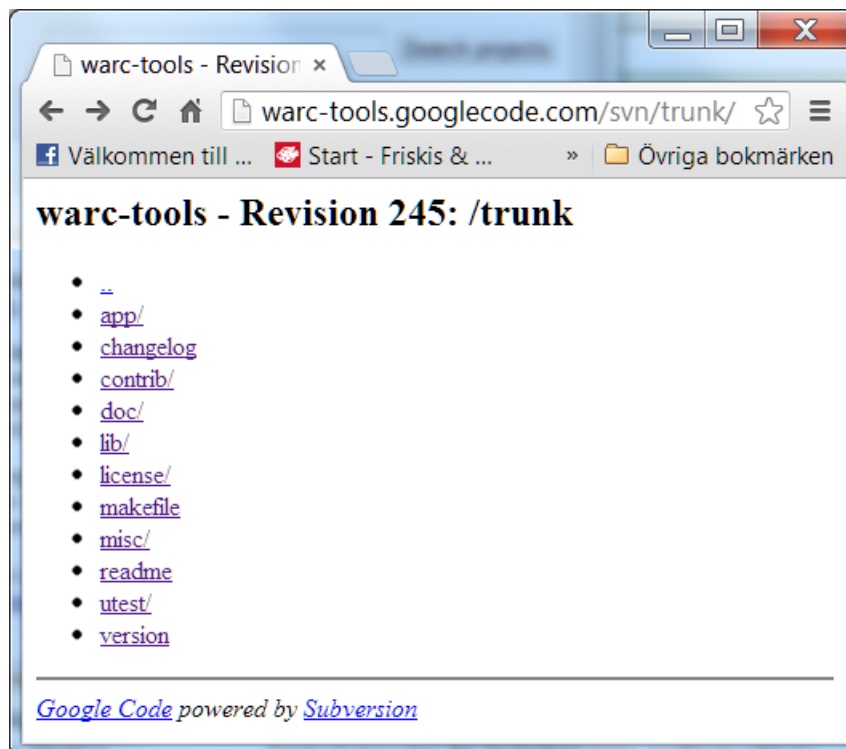 warc-tools - Revision
warc-tools.googlecode.com/svn/trunk/
Välkommen till ... Start - Friskis & ... » Övriga bokmärken
warc-tools - Revision 245: /trunk
..
app/
changelog
contrib/
doc/
lib/
license/
makefile
misc/
readme
utest/
version
Google Code powered by Subversion